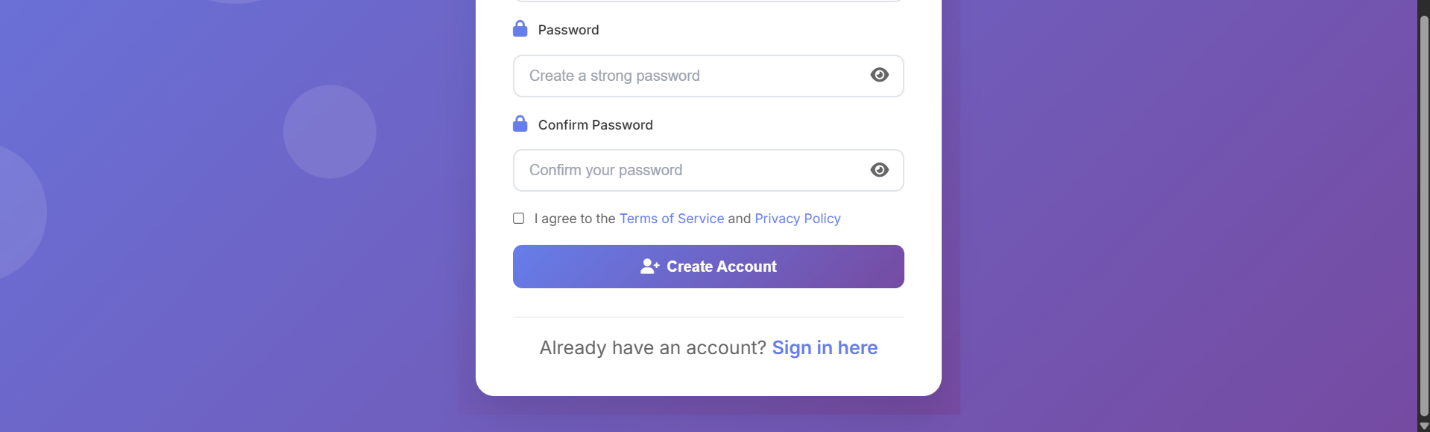 Password
Create a strong password
Confirm Password
Confirm your password
I agree to the Terms of Service and Privacy Policy
Create Account
Already have an account? Sign in here